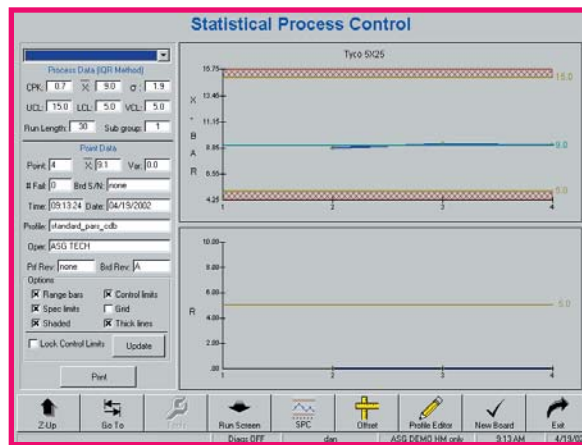 Statistical Process Control
Process Data (IQR Method)
CPK: 0.7 X: 9.0 σ: 1.9
UCL: 15.0 LCL: 5.0 VCL: 5.0
Run Length: 30 Sub group: 1
Point Data
Point: 4 X: 9.1 Var: 0.0
# Fail: 0 Brd S/N: none
Time: 09:13:24 Date: 04/19/2002
Profile: standard_pars_cdb
Oper: ASG TECH
Prf Rev: none Brd Rev: A
Options
Range bars Control limits
Spec limits Grid
Shaded Thick lines
Lock Control Limits Update
Print
Tyco 5X25
15.75
13.45
11.15
8.85
6.55
4.25
X-BAR
15.0
9.0
5.0
1 2 3 4
10.00
8.00
6.00
4.00
2.00
.00
R
5.0
1 2 3 4
Z-Up Go To Run Screen SPC Offset Profile Editor New Board Exit
Diags OFF dan ASG DEMO HM only 9:13 AM